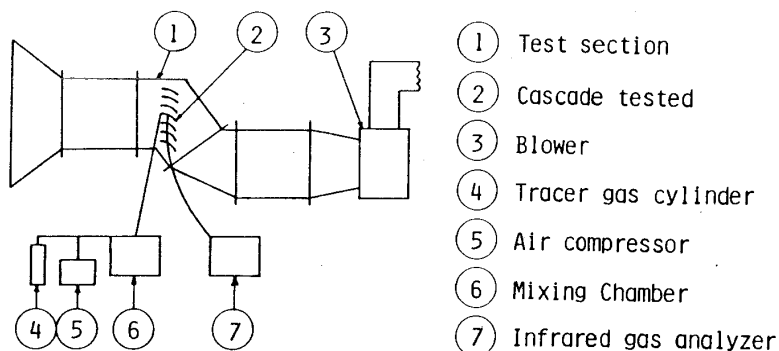 1 2 3
4 5 6 7
1 Test section
2 Cascade tested
3 Blower
4 Tracer gas cylinder
5 Air compressor
6 Mixing Chamber
7 Infrared gas analyzer